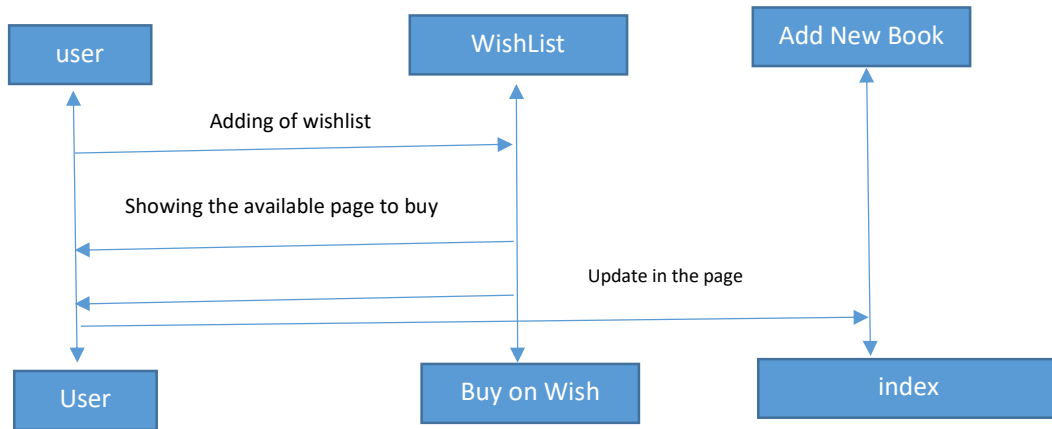 user
WishList
Add New Book
Adding of wishlist
Showing the available page to buy
Update in the page
User
Buy on Wish
index